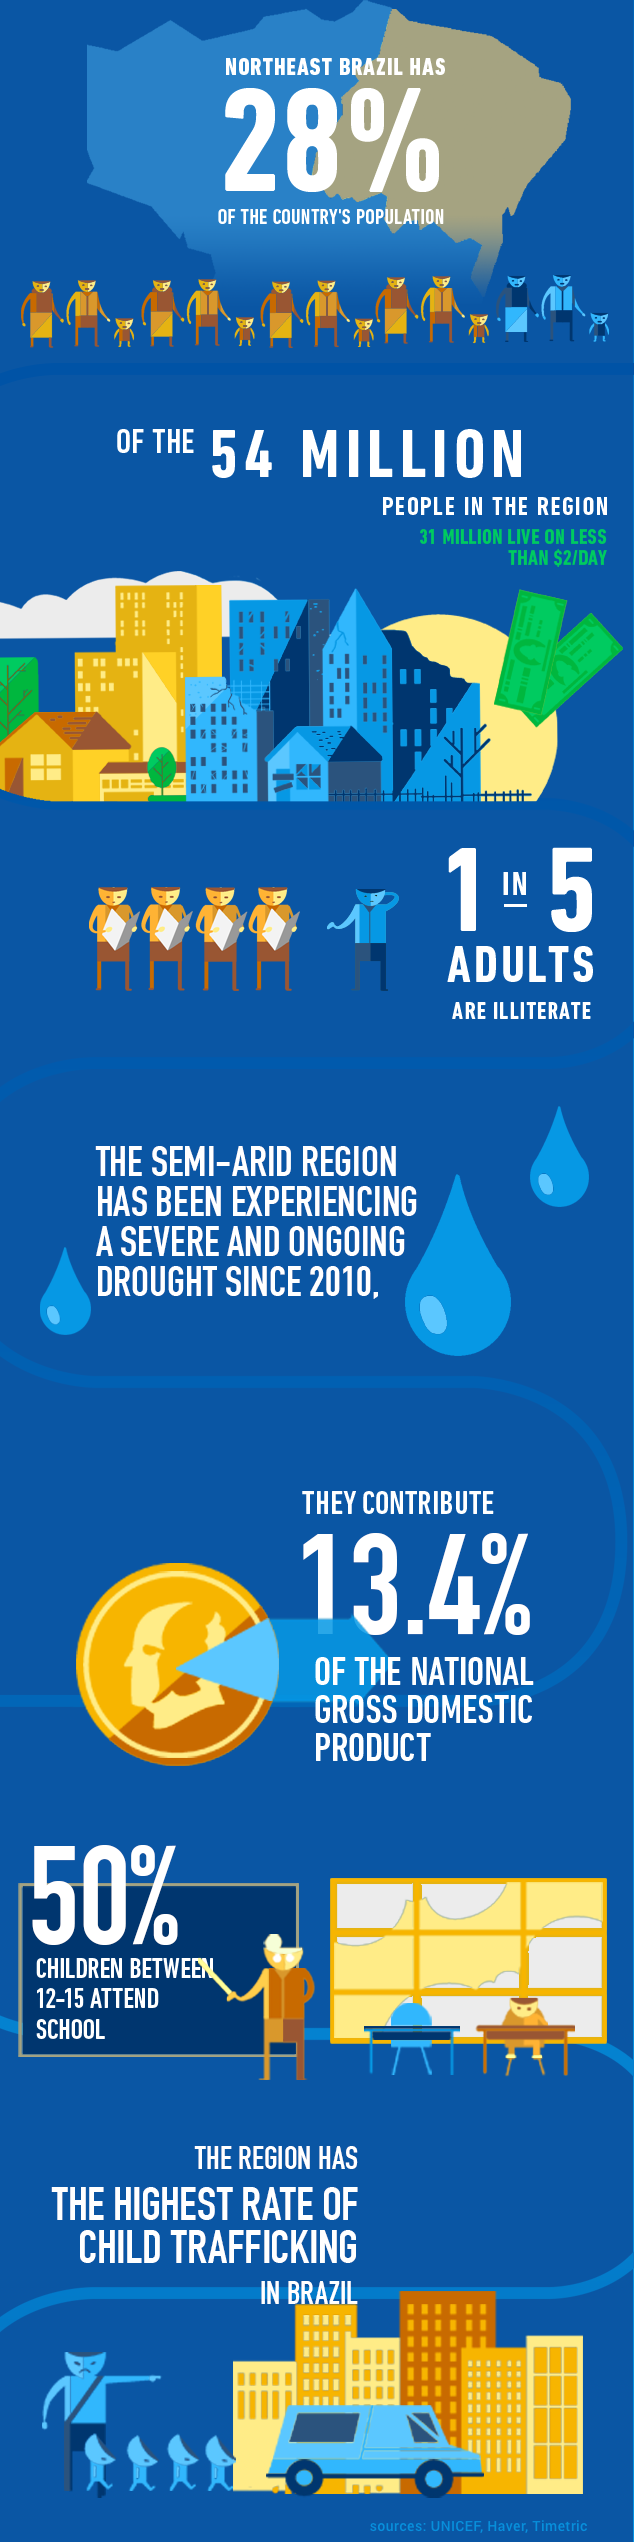 NORTHEAST BRAZIL HAS
28%
OF THE COUNTRY'S POPULATION
OF THE 54 MILLION
PEOPLE IN THE REGION
31 MILLION LIVE ON LESS
THAN $2/DAY
1 IN 5
ADULTS
ARE ILLITERATE
THE SEMI-ARID REGION
HAS BEEN EXPERIENCING
A SEVERE AND ONGOING
DROUGHT SINCE 2010,
THEY CONTRIBUTE
13.4%
OF THE NATIONAL
GROSS DOMESTIC
PRODUCT
50%
CHILDREN BETWEEN
12-15 ATTEND
SCHOOL
THE REGION HAS
THE HIGHEST RATE OF
CHILD TRAFFICKING
IN BRAZIL
sources: UNICEF, Haver, Timetric